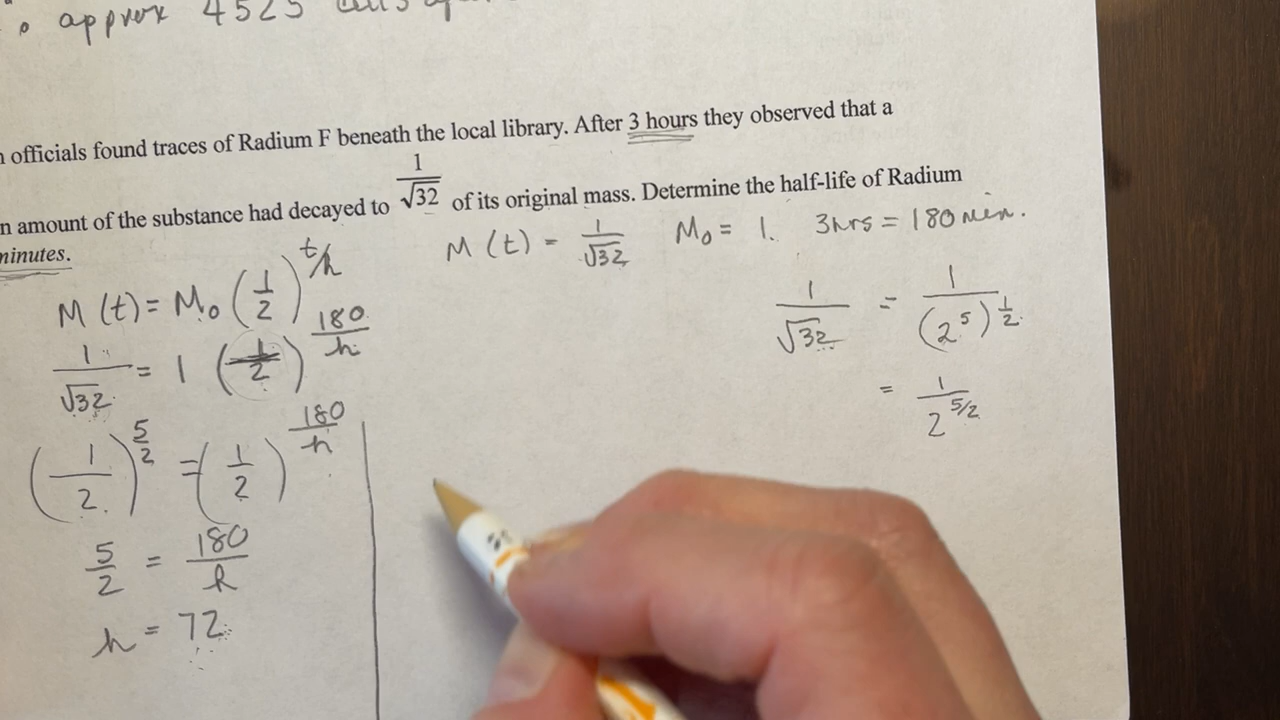 ° approx 4525
officials found traces of Radium F beneath the local library. After 3 hours they observed that a
n amount of the substance had decayed to 1/√32 of its original mass. Determine the half-life of Radium
minutes.
M(t) = 1/√32 M₀ = 1. 3hrs = 180 min.
M(t) = M₀ (1/2)^(t/h)
1/√32 = 1 (1/2)^(180/h)
(1/2)^(5/2) = (1/2)^(180/h)
5/2 = 180/h
h = 72
1/√32 = 1/(2^5)^(1/2)
= 1/2^(5/2)